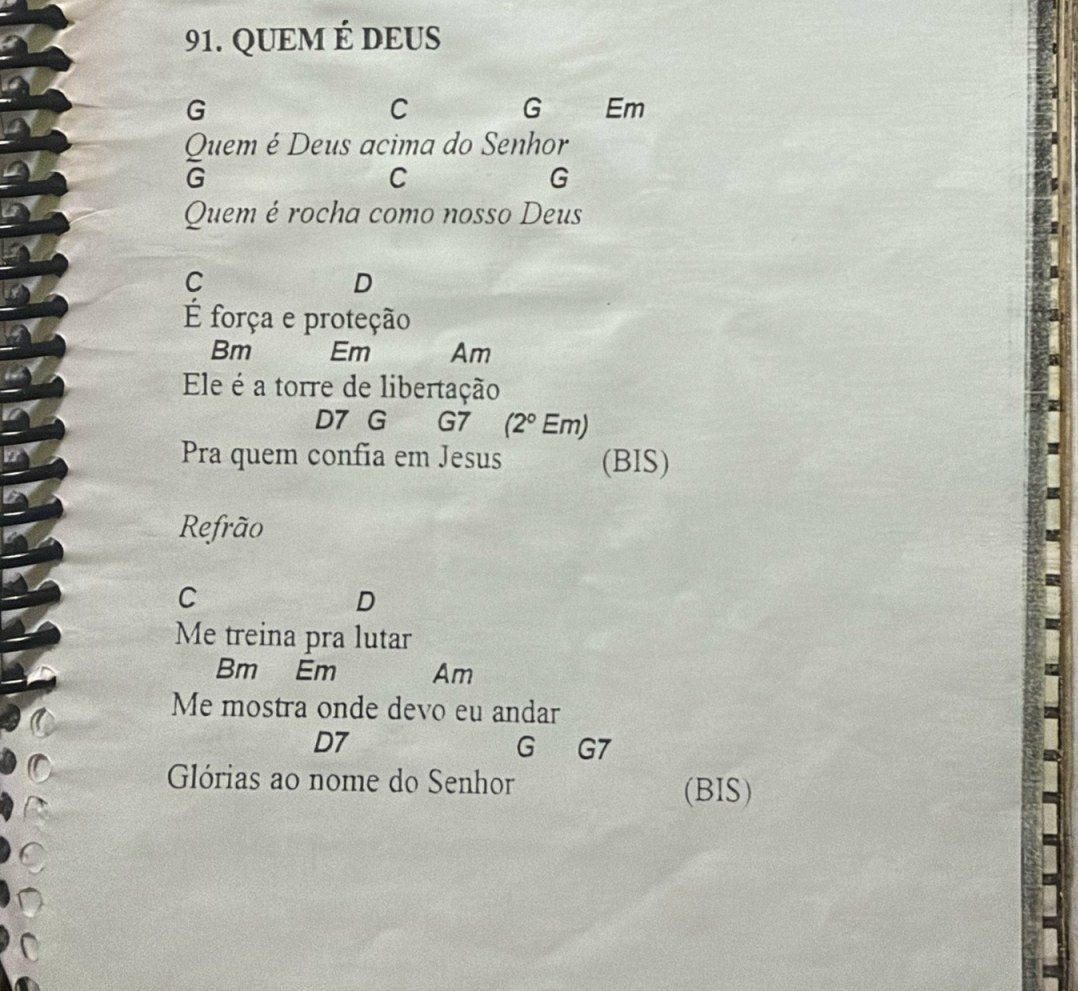 91. QUEM É DEUS
G C G Em
Quem é Deus acima do Senhor
G C G
Quem é rocha como nosso Deus
C D
É força e proteção
Bm Em Am
Ele é a torre de libertação
D7 G G7 (2º Em)
Pra quem confia em Jesus (BIS)
Refrão
C D
Me treina pra lutar
Bm Em Am
Me mostra onde devo eu andar
D7 G G7
Glórias ao nome do Senhor (BIS)